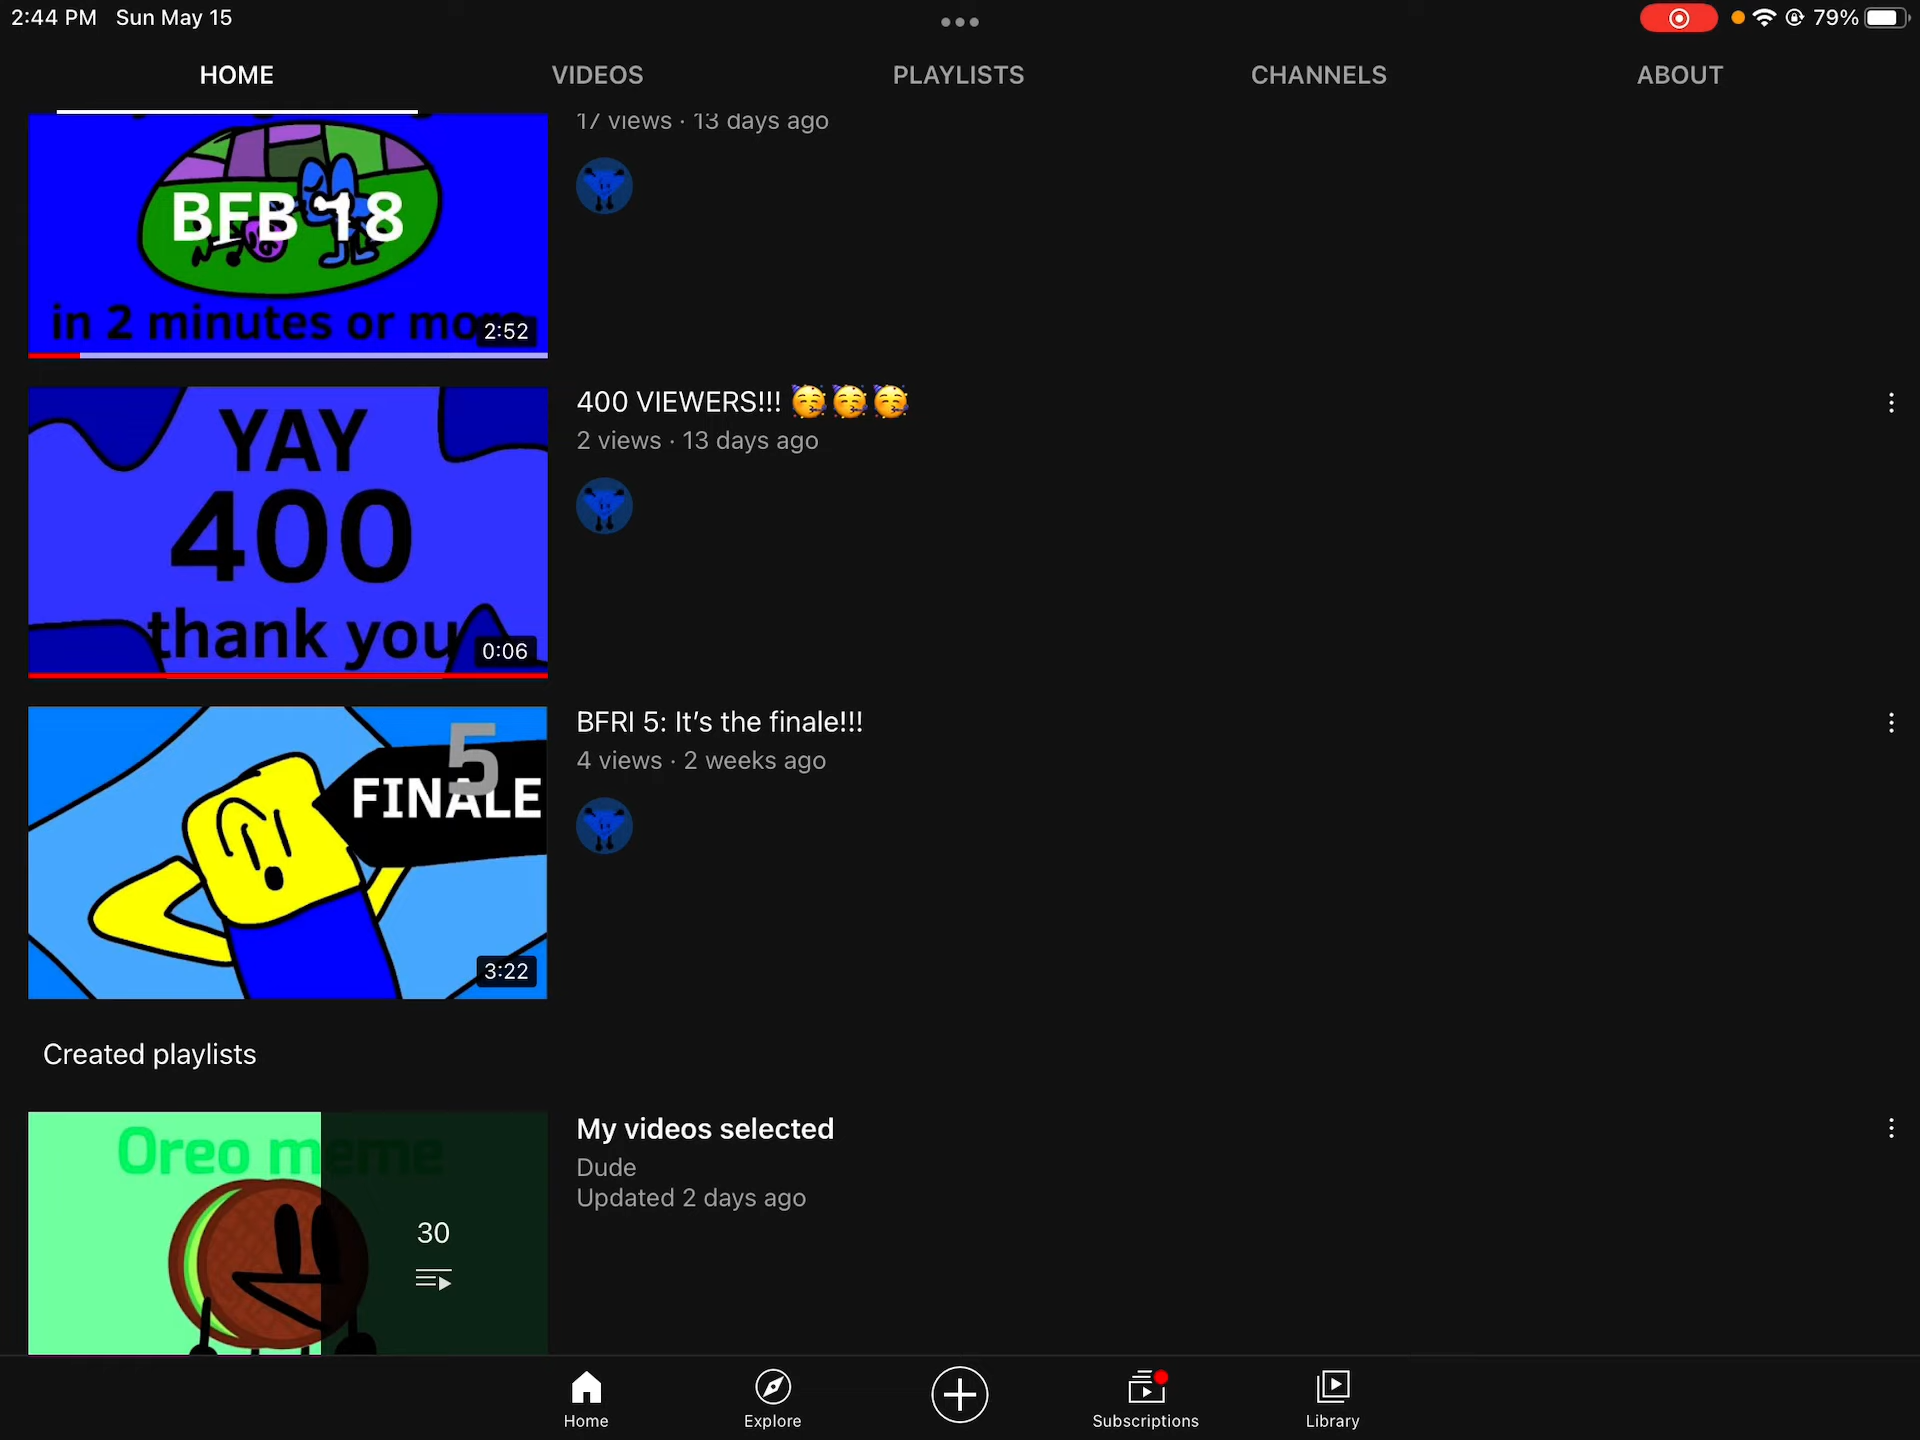 2:44 PM Sun May 15
79%
HOME VIDEOS PLAYLISTS CHANNELS ABOUT
17 views · 13 days ago
BFB 18
in 2 minutes or more
2:52
400 VIEWERS!!! 🥳🥳🥳
2 views · 13 days ago
YAY
400
thank you
0:06
BFRI 5: It’s the finale!!!
4 views · 2 weeks ago
5
FINALE
3:22
Created playlists
My videos selected
Dude
Updated 2 days ago
Oreo meme
30
Home Explore Subscriptions Library